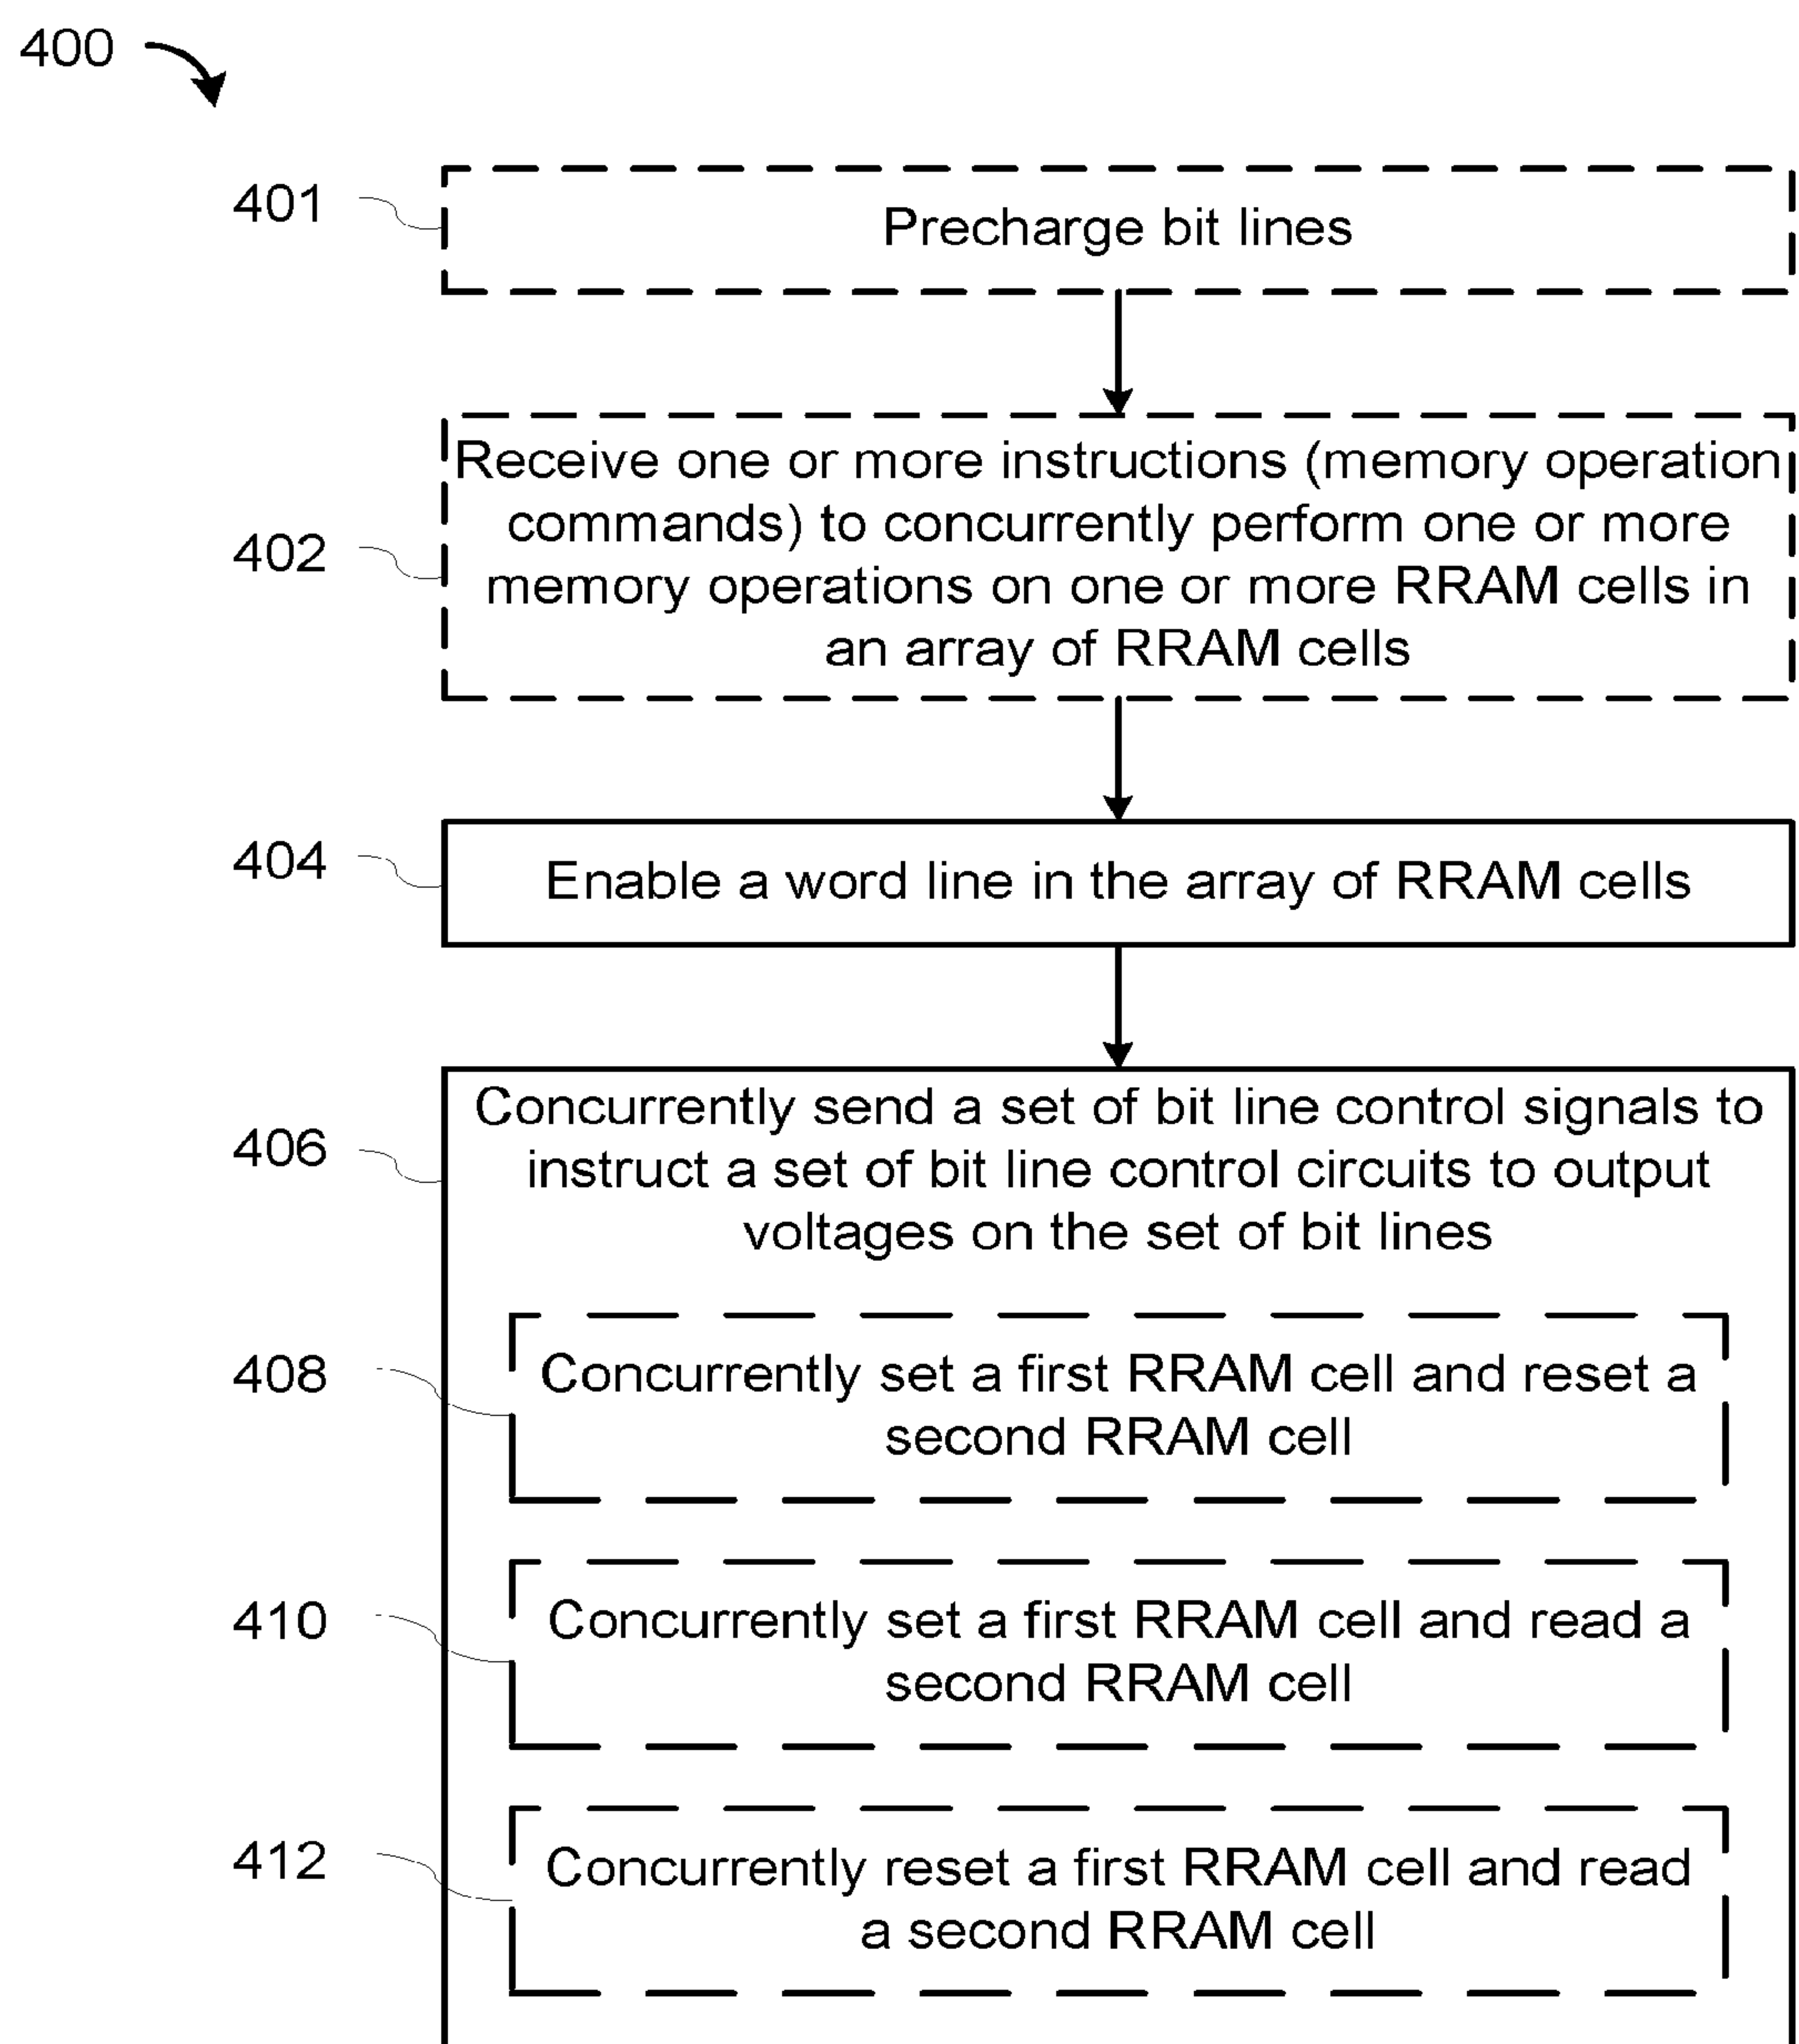 400
401
Precharge bit lines
402
Receive one or more instructions (memory operation
commands) to concurrently perform one or more
memory operations on one or more RRAM cells in
an array of RRAM cells
404
Enable a word line in the array of RRAM cells
406
Concurrently send a set of bit line control signals to
instruct a set of bit line control circuits to output
voltages on the set of bit lines
408
Concurrently set a first RRAM cell and reset a
second RRAM cell
410
Concurrently set a first RRAM cell and read a
second RRAM cell
412
Concurrently reset a first RRAM cell and read
a second RRAM cell